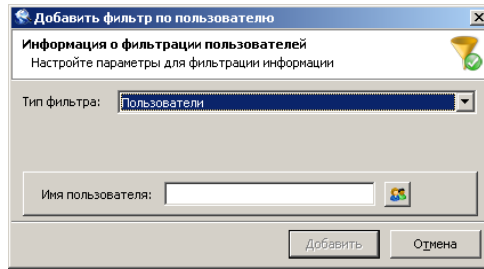 Добавить фильтр по пользователю
Информация о фильтрации пользователей
Настройте параметры для фильтрации информации
Тип фильтра: Пользователи
Имя пользователя:
Добавить Отмена